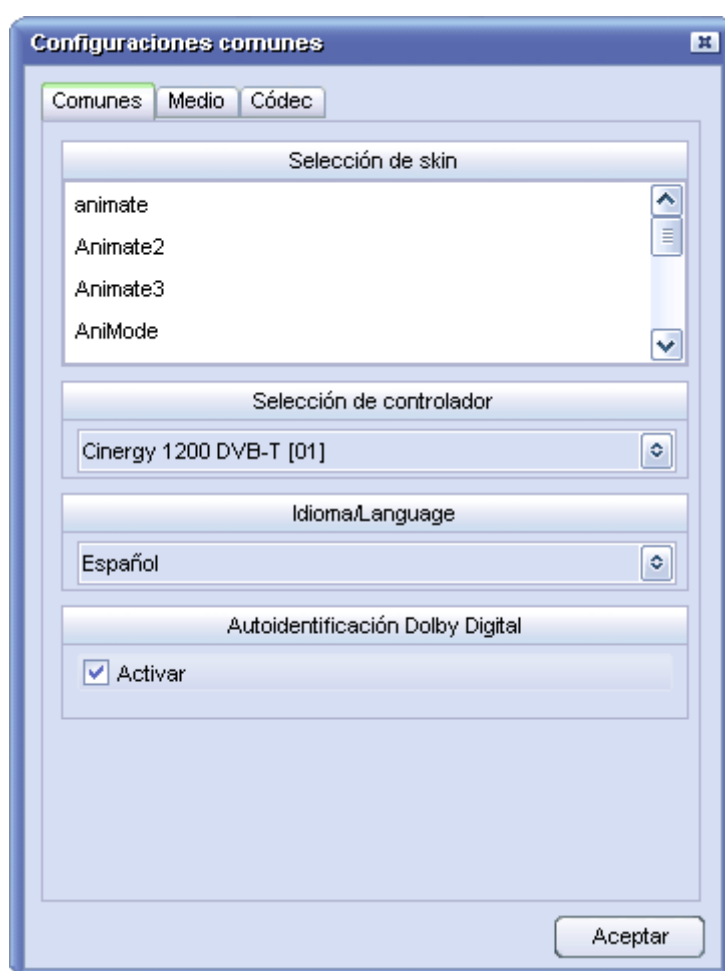 Configuraciones comunes
Comunes Medio Códec
Selección de skin
animate
Animate2
Animate3
AniMode
Selección de controlador
Cinergy 1200 DVB-T [01]
Idioma/Language
Español
Autoidentificación Dolby Digital
Activar
Aceptar